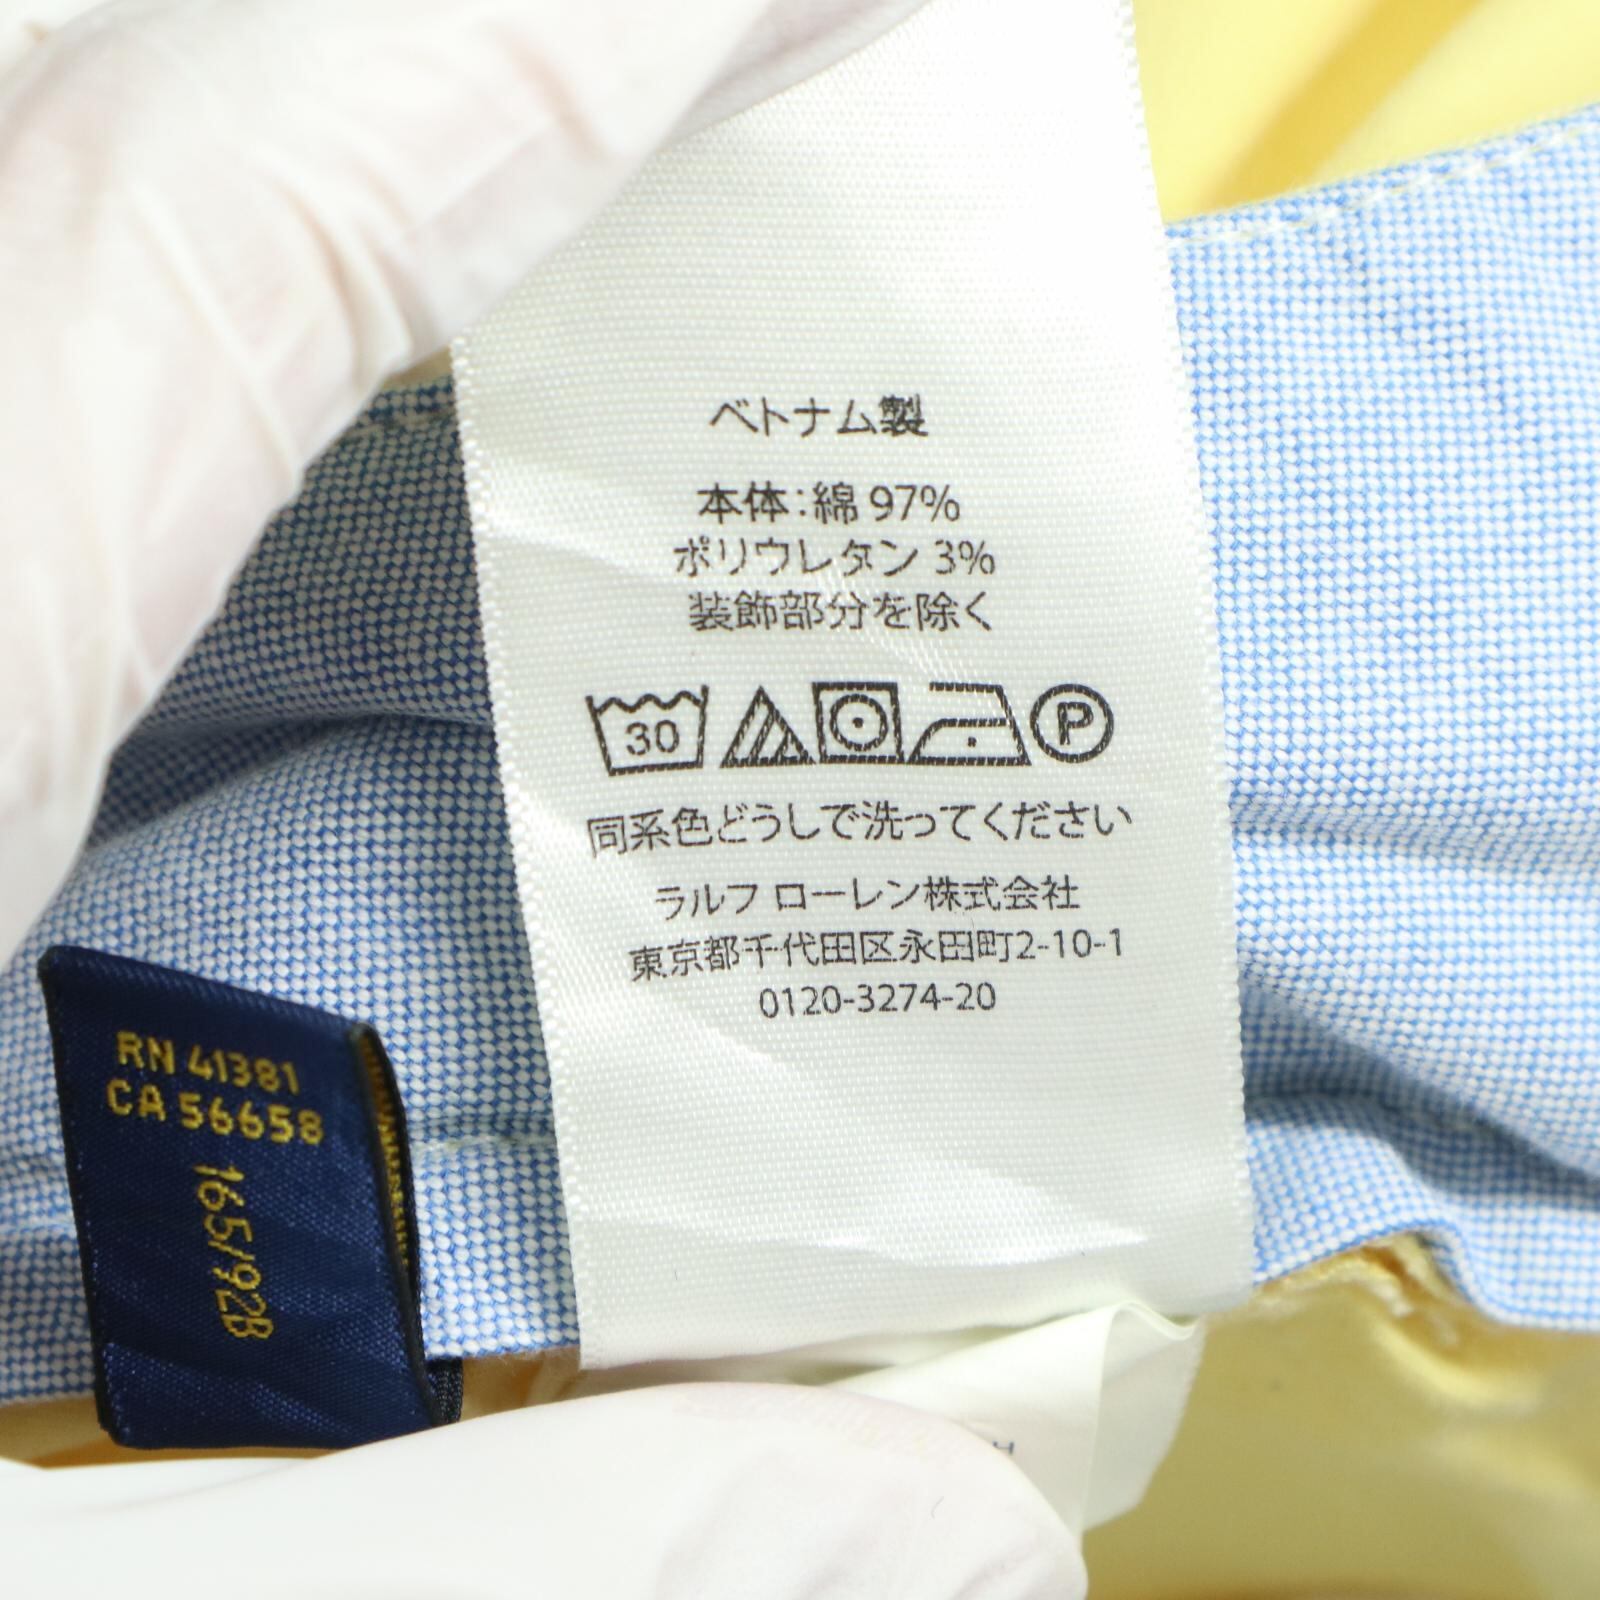 ベトナム製
本体:綿 97%
ポリウレタン 3%
装飾部分を除く
30 P
同系色どうしで洗ってください
ラルフ ローレン株式会社
東京都千代田区永田町2-10-1
0120-3274-20
RN 41381
CA 56658
165/92B